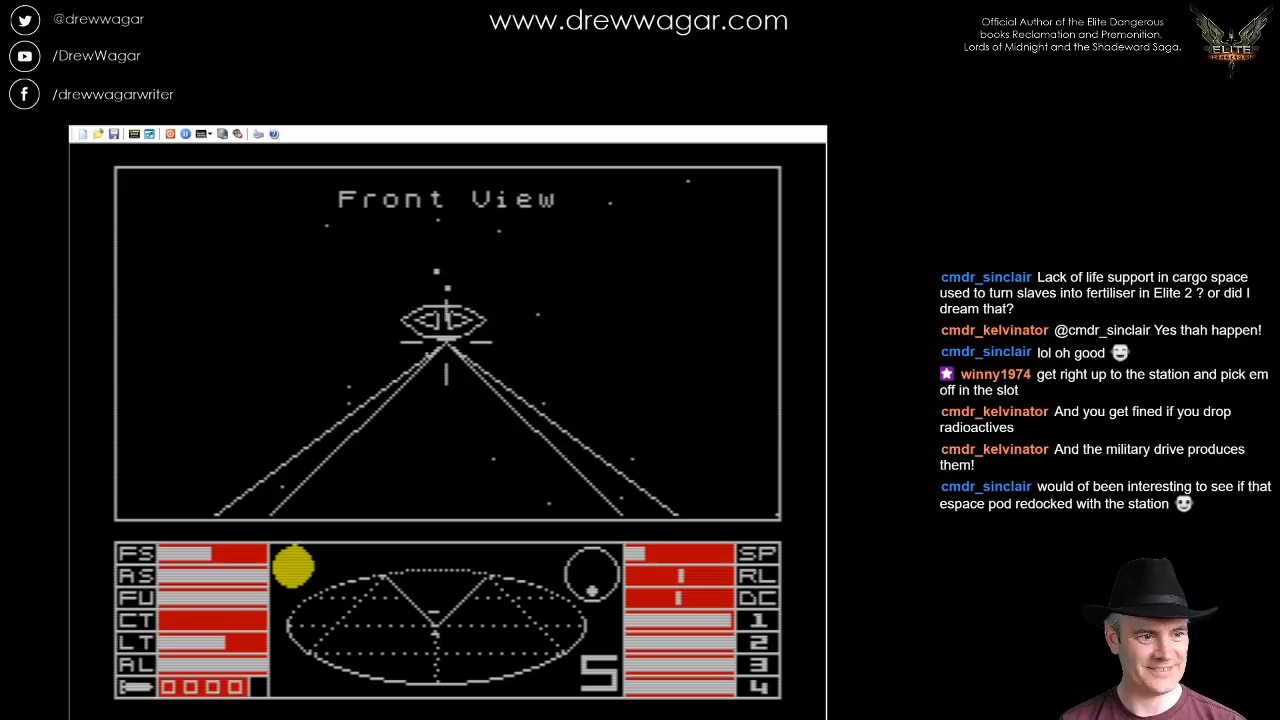 @drewwagar
/DrewWagar
/drewwagarwriter
www.drewwagar.com
Official Author of the Elite Dangerous
books Reclamation and Premonition.
Lords of Midnight and the Shadeward Saga.
ELITE
DANGEROUS
Front View
FS
AS
FU
CT
LT
AL
S
SP
RL
DC
1
2
3
4
cmdr_sinclair Lack of life support in cargo space
used to turn slaves into fertiliser in Elite 2 ? or did I
dream that?
cmdr_kelvinator @cmdr_sinclair Yes thah happen!
cmdr_sinclair lol oh good
winny1974 get right up to the station and pick em
off in the slot
cmdr_kelvinator And you get fined if you drop
radioactives
cmdr_kelvinator And the military drive produces
them!
cmdr_sinclair would of been interesting to see if that
espace pod redocked with the station